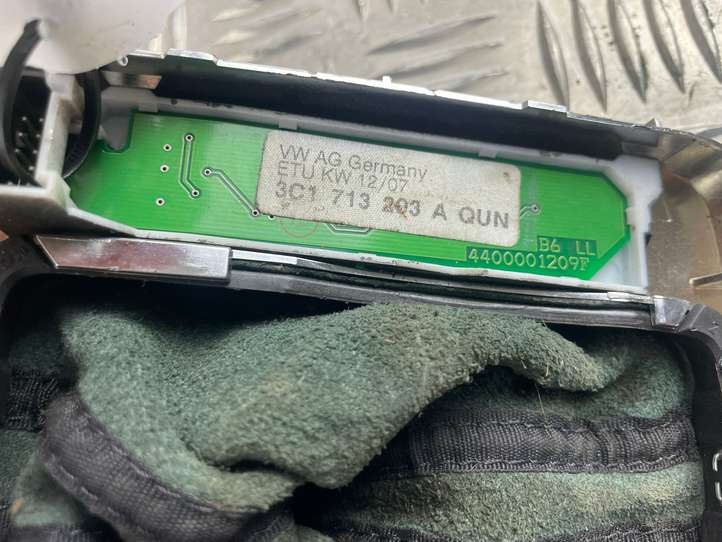 VW AG Germany
ETU KW 12/07
3C1 713 203 A QUN
B6 LL
4400001209F